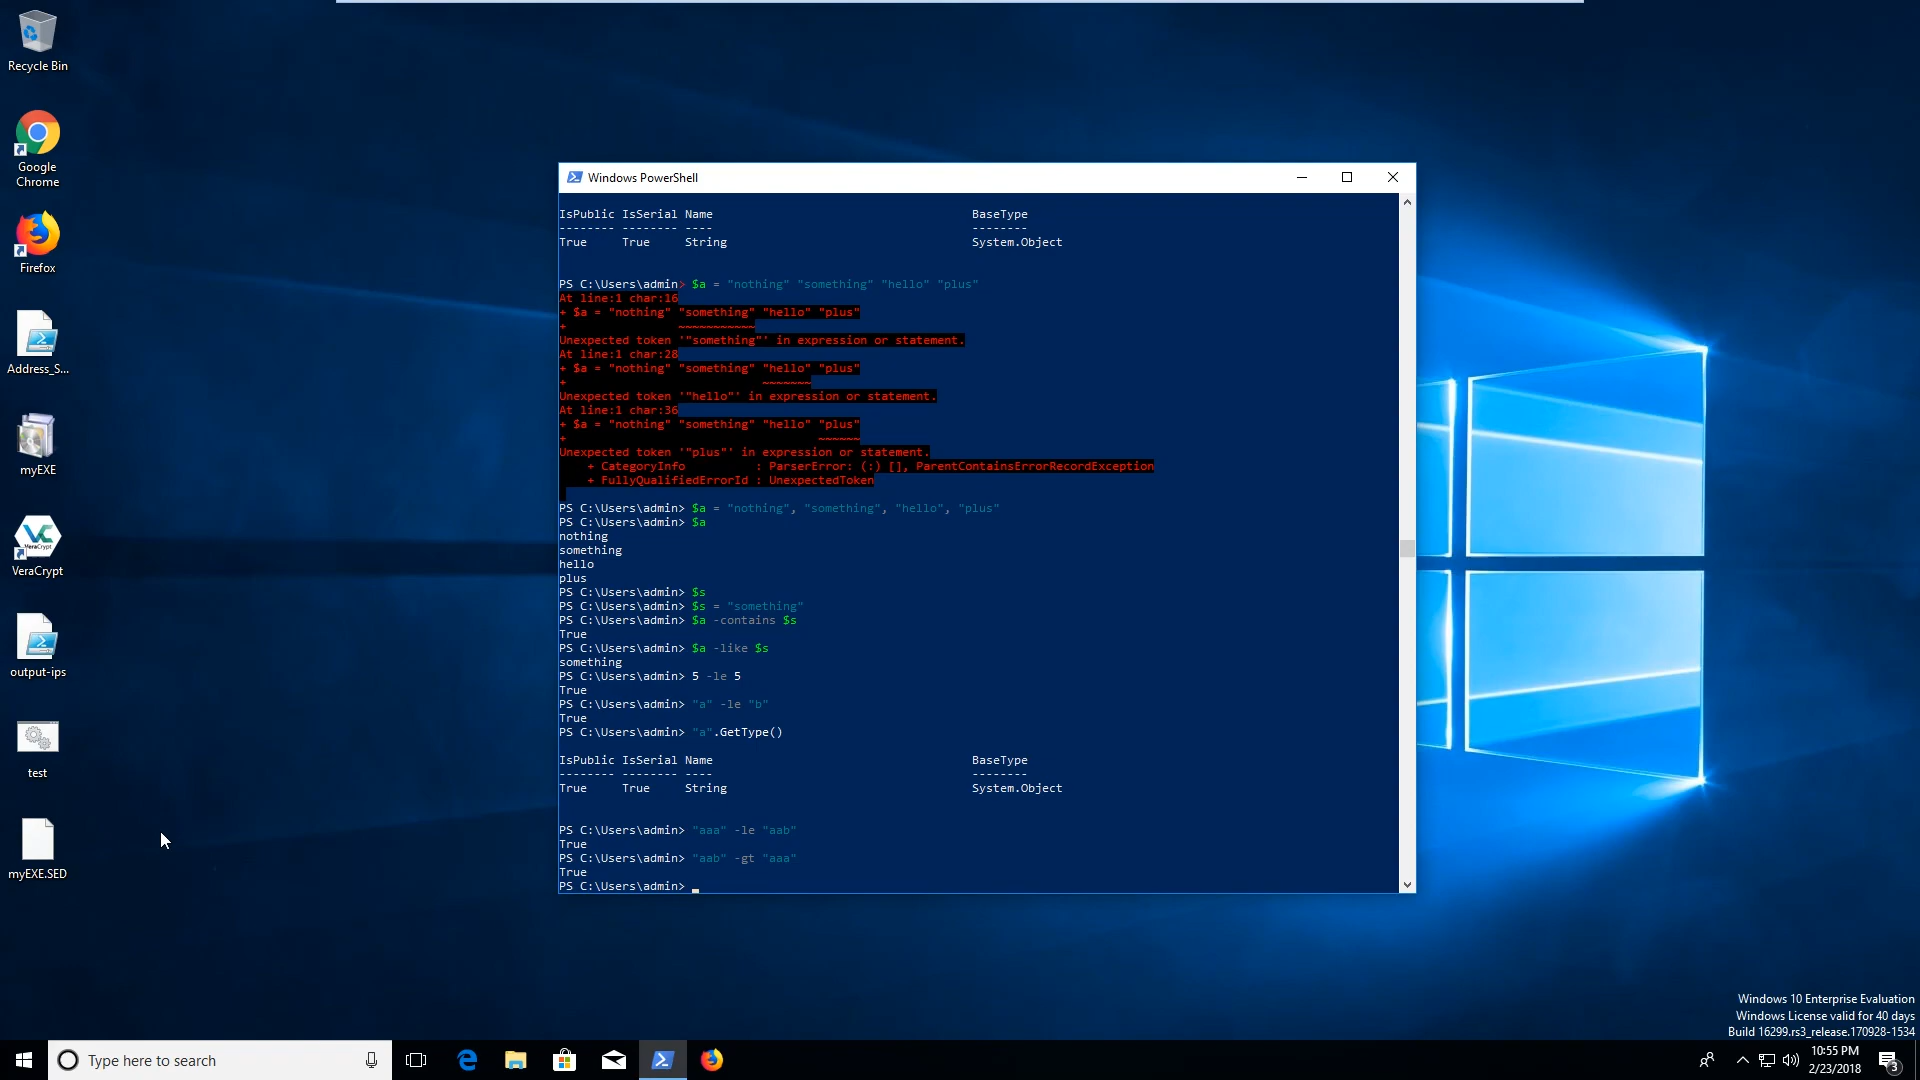 Recycle Bin
Google
Chrome
Firefox
Address_S...
myEXE
VeraCrypt
VeraCrypt
output-ips
test
myEXE.SED
Windows PowerShell
IsPublic IsSerial Name                                     BaseType
-------- -------- ----                                     --------
True     True     String                                   System.Object
PS C:\Users\admin> $a = "nothing" "something" "hello" "plus"
At line:1 char:16
+ $a = "nothing" "something" "hello" "plus"
+                ~~~~~~~~~~~
Unexpected token '"something"' in expression or statement.
At line:1 char:28
+ $a = "nothing" "something" "hello" "plus"
+                            ~~~~~~~
Unexpected token '"hello"' in expression or statement.
At line:1 char:36
+ $a = "nothing" "something" "hello" "plus"
+                                    ~~~~~~
Unexpected token '"plus"' in expression or statement.
    + CategoryInfo          : ParserError: (:) [], ParentContainsErrorRecordException
    + FullyQualifiedErrorId : UnexpectedToken
PS C:\Users\admin> $a = "nothing", "something", "hello", "plus"
PS C:\Users\admin> $a
nothing
something
hello
plus
PS C:\Users\admin> $s
PS C:\Users\admin> $s = "something"
PS C:\Users\admin> $a -contains $s
True
PS C:\Users\admin> $a -like $s
something
PS C:\Users\admin> 5 -le 5
True
PS C:\Users\admin> "a" -le "b"
True
PS C:\Users\admin> "a".GetType()
IsPublic IsSerial Name                                     BaseType
-------- -------- ----                                     --------
True     True     String                                   System.Object
PS C:\Users\admin> "aaa" -le "aab"
True
PS C:\Users\admin> "aab" -gt "aaa"
True
PS C:\Users\admin> _
Windows 10 Enterprise Evaluation
Windows License valid for 40 days
Build 16299.rs3_release.170928-1534
Type here to search
10:55 PM
2/23/2018
3